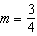 m = 3/4